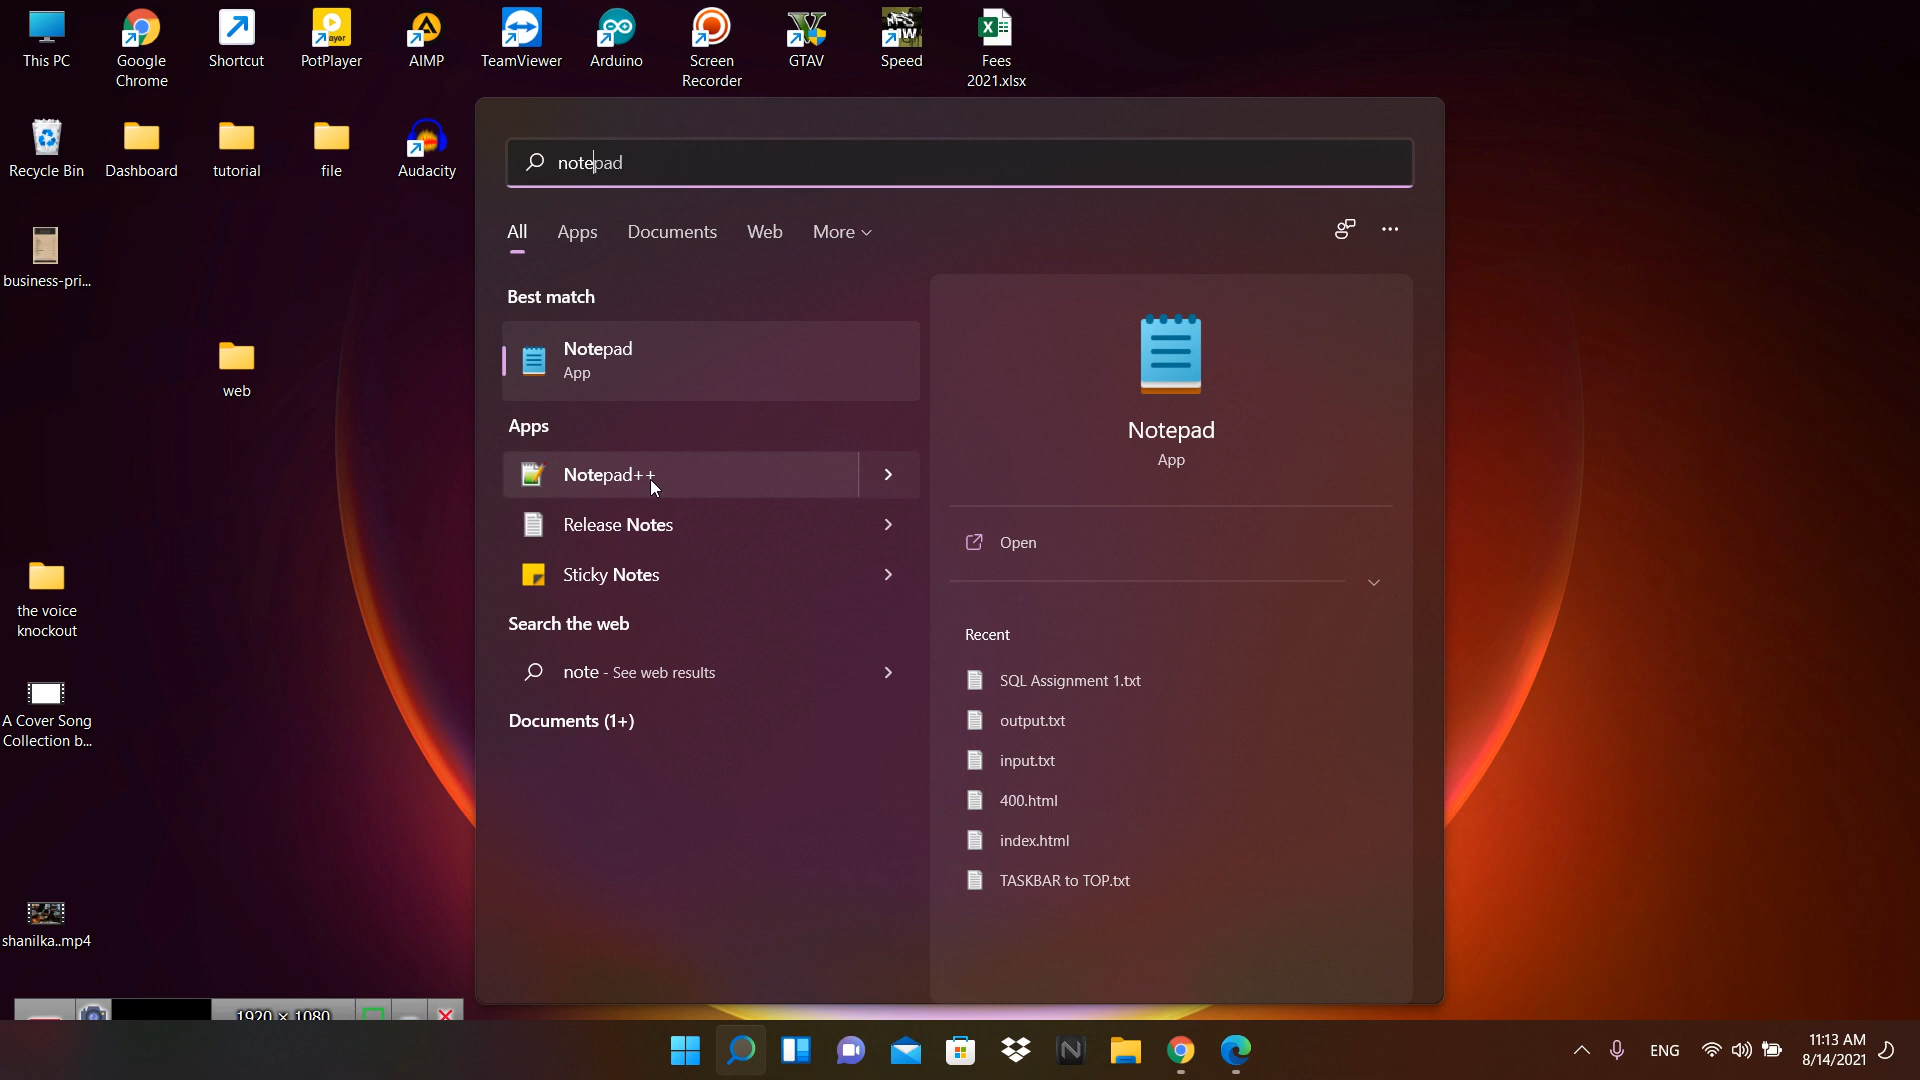 This PC
Google
Chrome
Shortcut
PotPlayer
AIMP
TeamViewer
Arduino
Screen
Recorder
GTAV
Speed
Fees
2021.xlsx
Recycle Bin
Dashboard
tutorial
file
Audacity
business-pri...
web
the voice
knockout
A Cover Song
Collection b...
shanilka..mp4
notepad
All
Apps
Documents
Web
More
Best match
Notepad
App
Apps
Notepad++
Release Notes
Sticky Notes
Search the web
note - See web results
Documents (1+)
Notepad
App
Open
Recent
SQL Assignment 1.txt
output.txt
input.txt
400.html
index.html
TASKBAR to TOP.txt
1920 × 1080
ENG
11:13 AM
8/14/2021